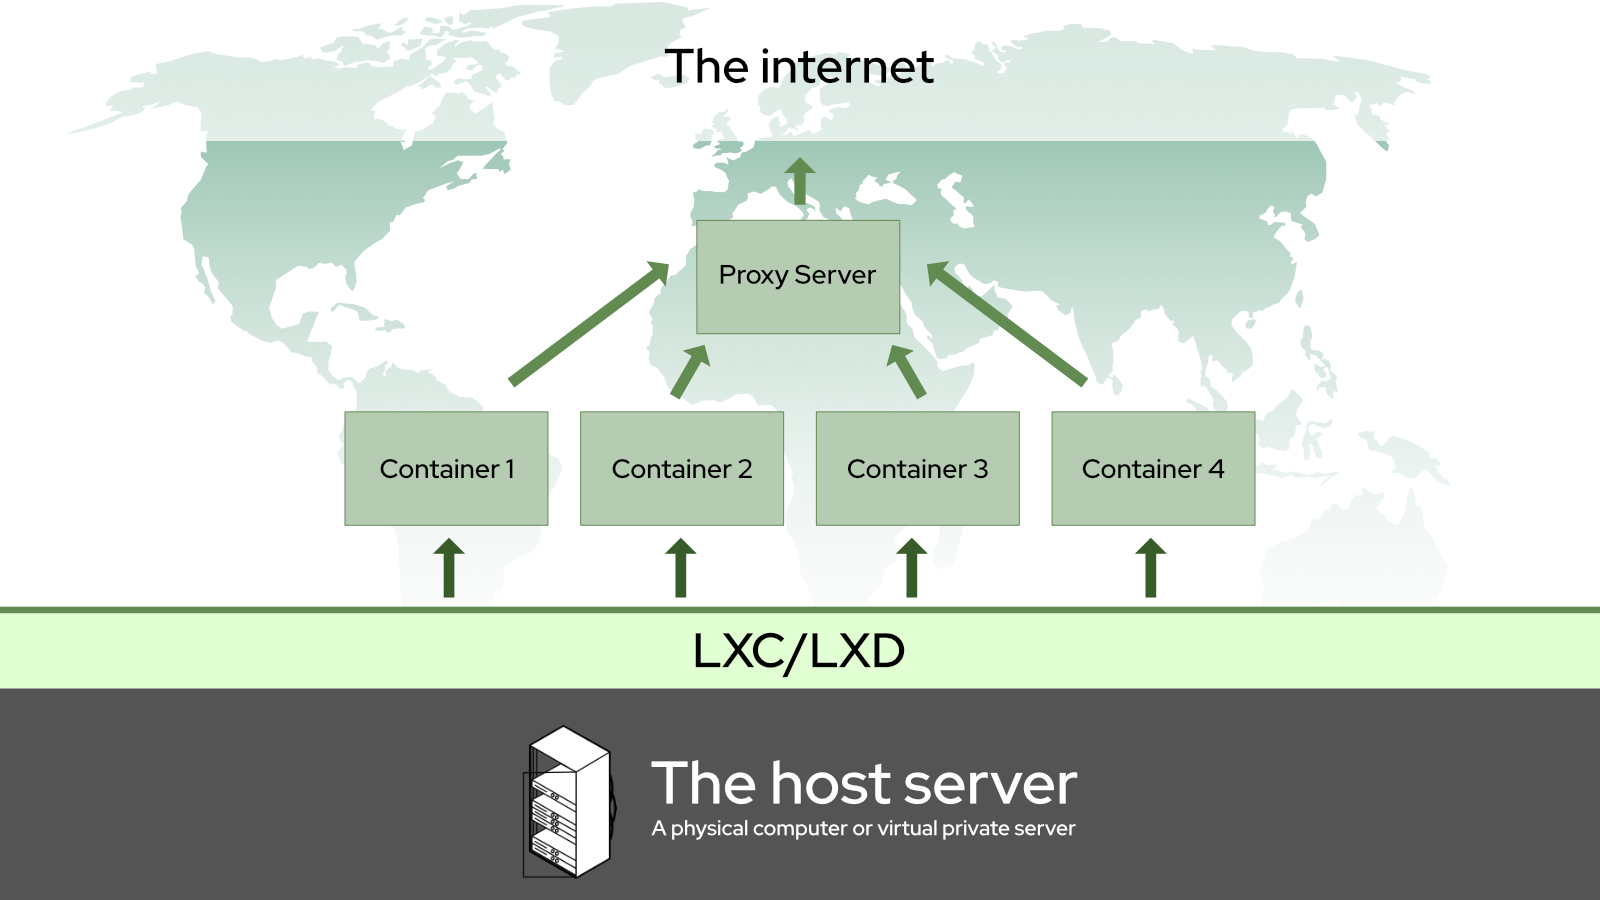 The internet
Proxy Server
Container 1
Container 2
Container 3
Container 4
LXC/LXD
The host server
A physical computer or virtual private server